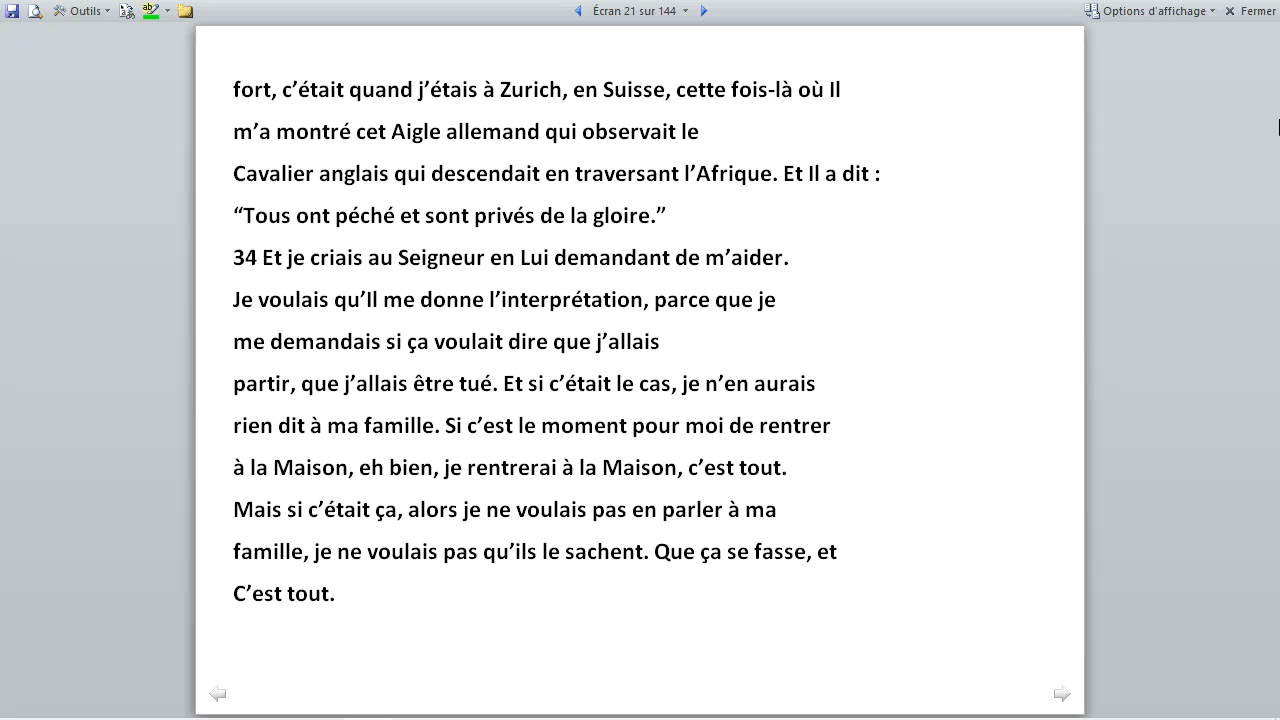 Outils
Écran 21 sur 144
Options d'affichage
Fermer
fort, c’était quand j’étais à Zurich, en Suisse, cette fois-là où Il
m’a montré cet Aigle allemand qui observait le
Cavalier anglais qui descendait en traversant l’Afrique. Et Il a dit :
“Tous ont péché et sont privés de la gloire.”
34 Et je criais au Seigneur en Lui demandant de m’aider.
Je voulais qu’Il me donne l’interprétation, parce que je
me demandais si ça voulait dire que j’allais
partir, que j’allais être tué. Et si c’était le cas, je n’en aurais
rien dit à ma famille. Si c’est le moment pour moi de rentrer
à la Maison, eh bien, je rentrerai à la Maison, c’est tout.
Mais si c’était ça, alors je ne voulais pas en parler à ma
famille, je ne voulais pas qu’ils le sachent. Que ça se fasse, et
C’est tout.